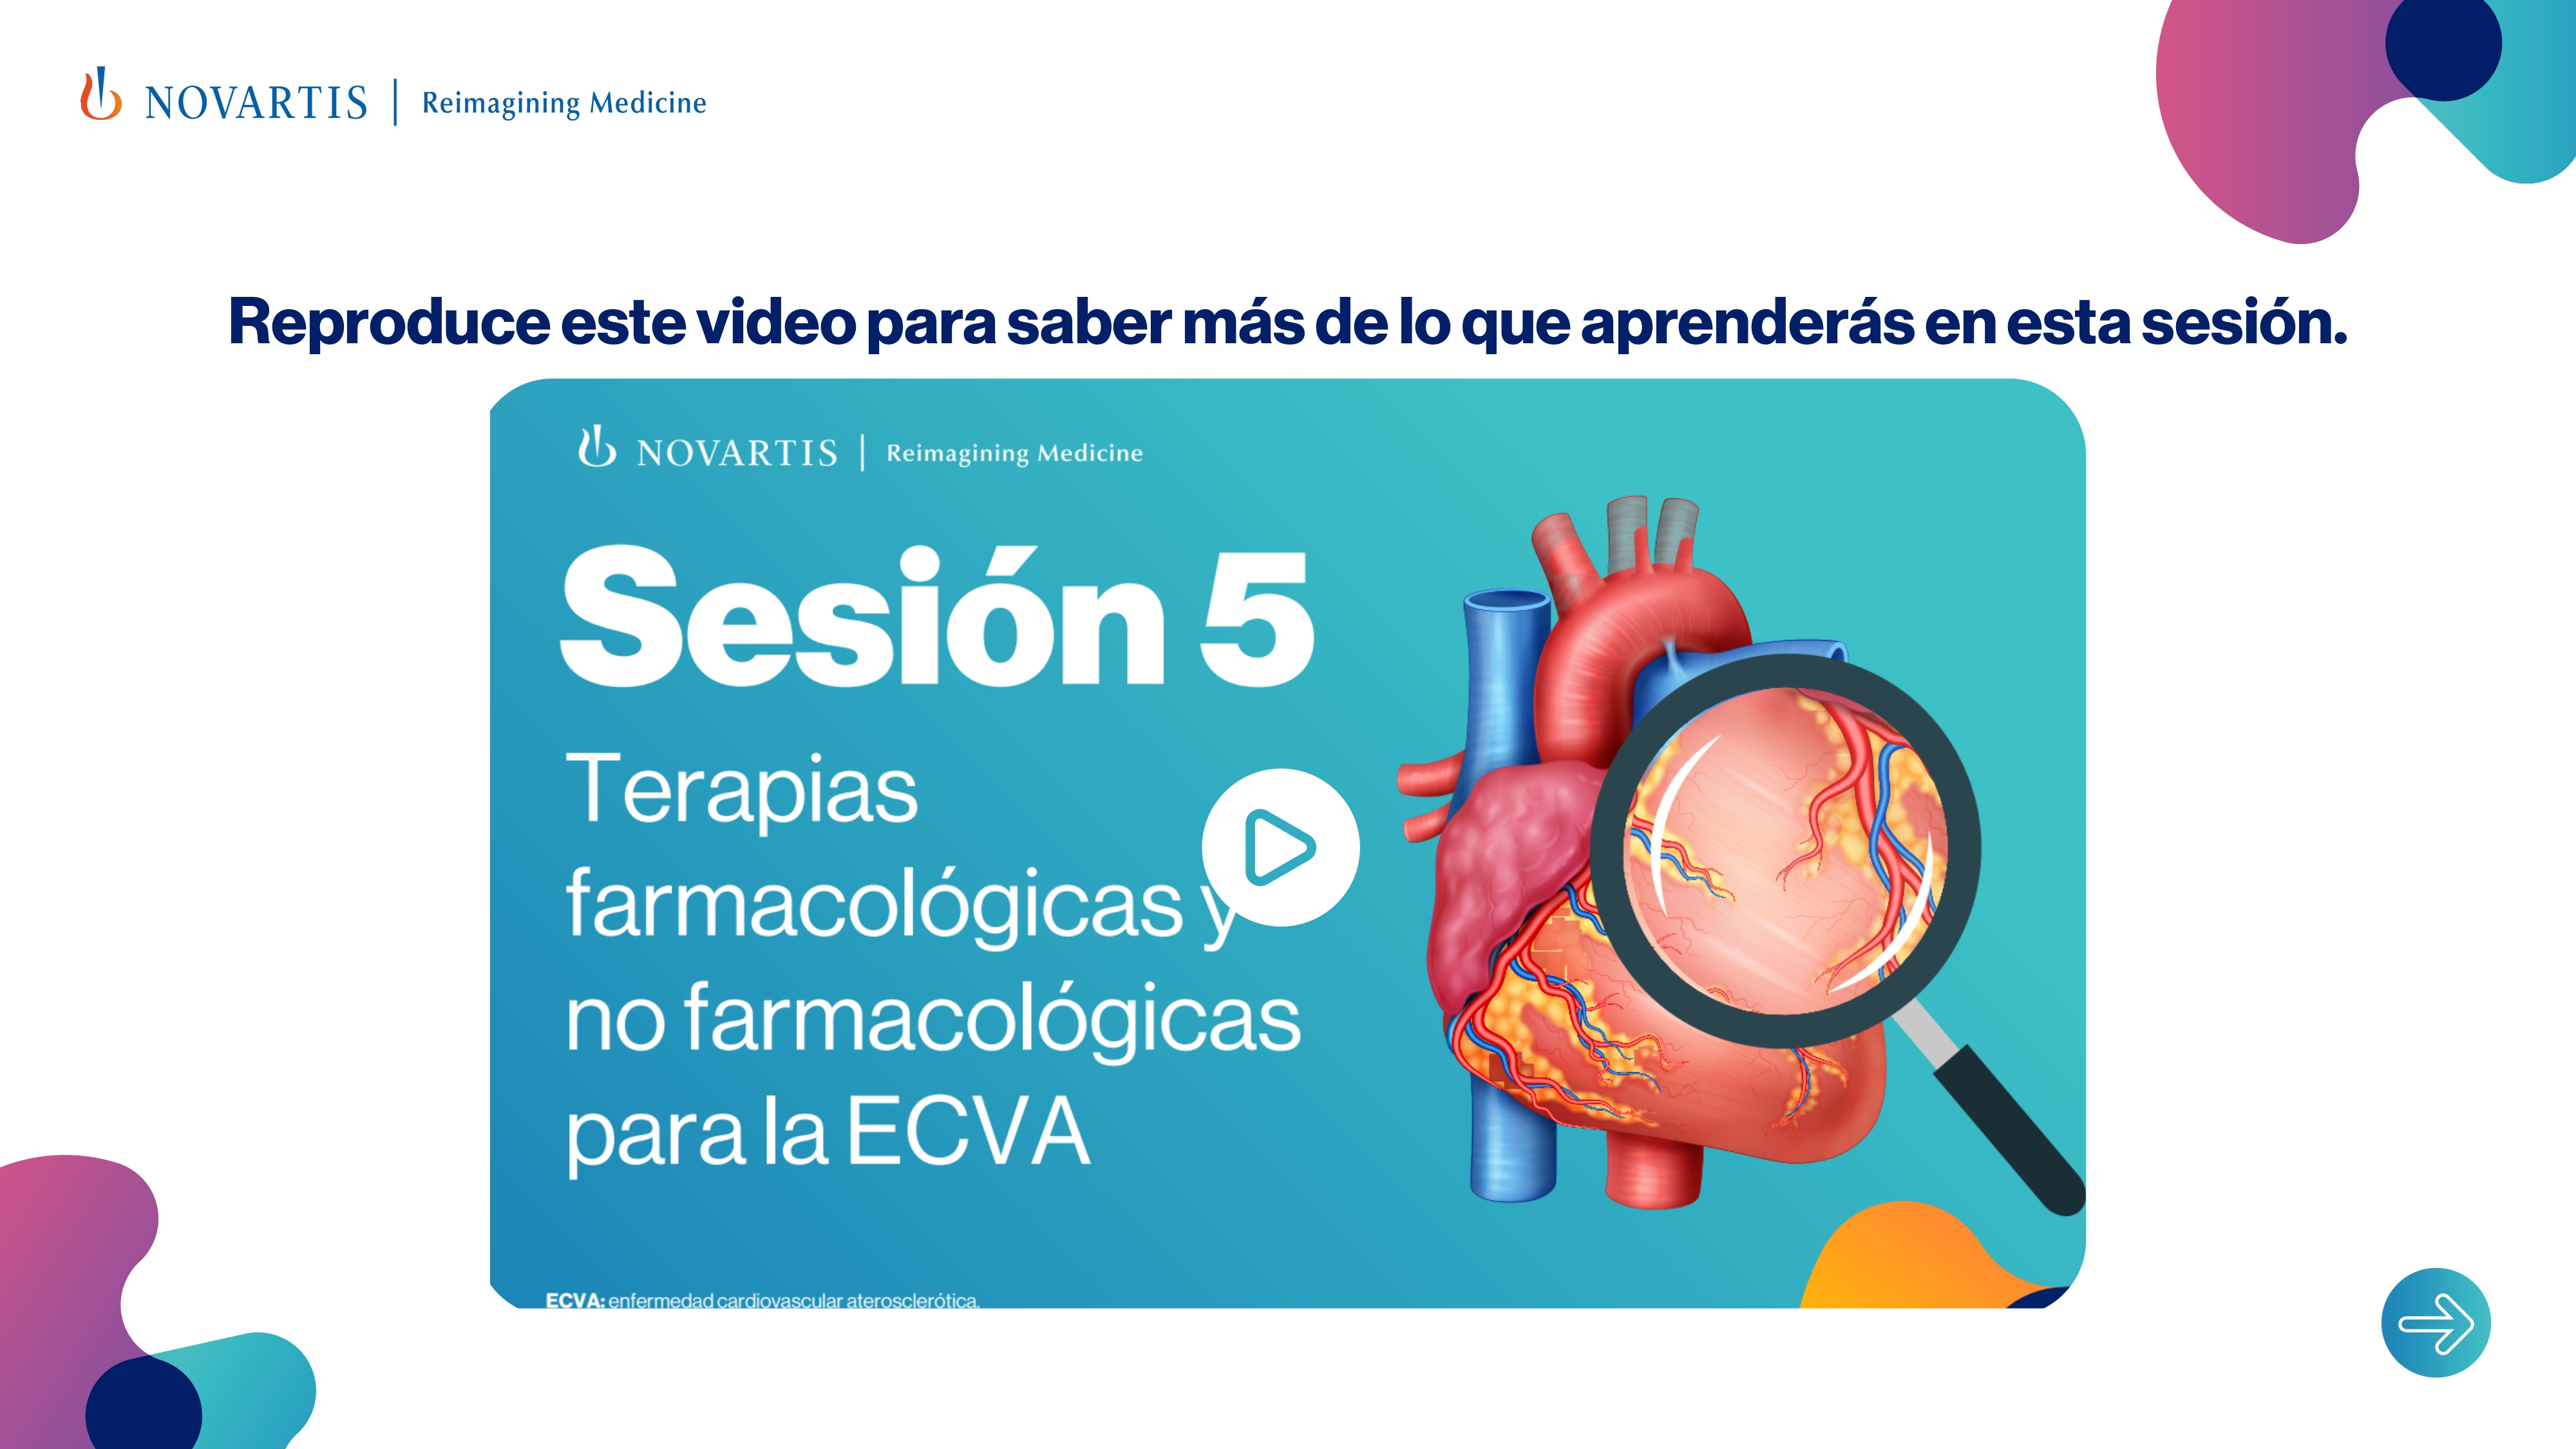 NOVARTIS | Reimagining Medicine
Reproduce este video para saber más de lo que aprenderás en esta sesión.
NOVARTIS | Reimagining Medicine
Sesión 5
Terapias
farmacológicas y
no farmacológicas
para la ECVA
ECVA: enfermedad cardiovascular aterosclerótica.